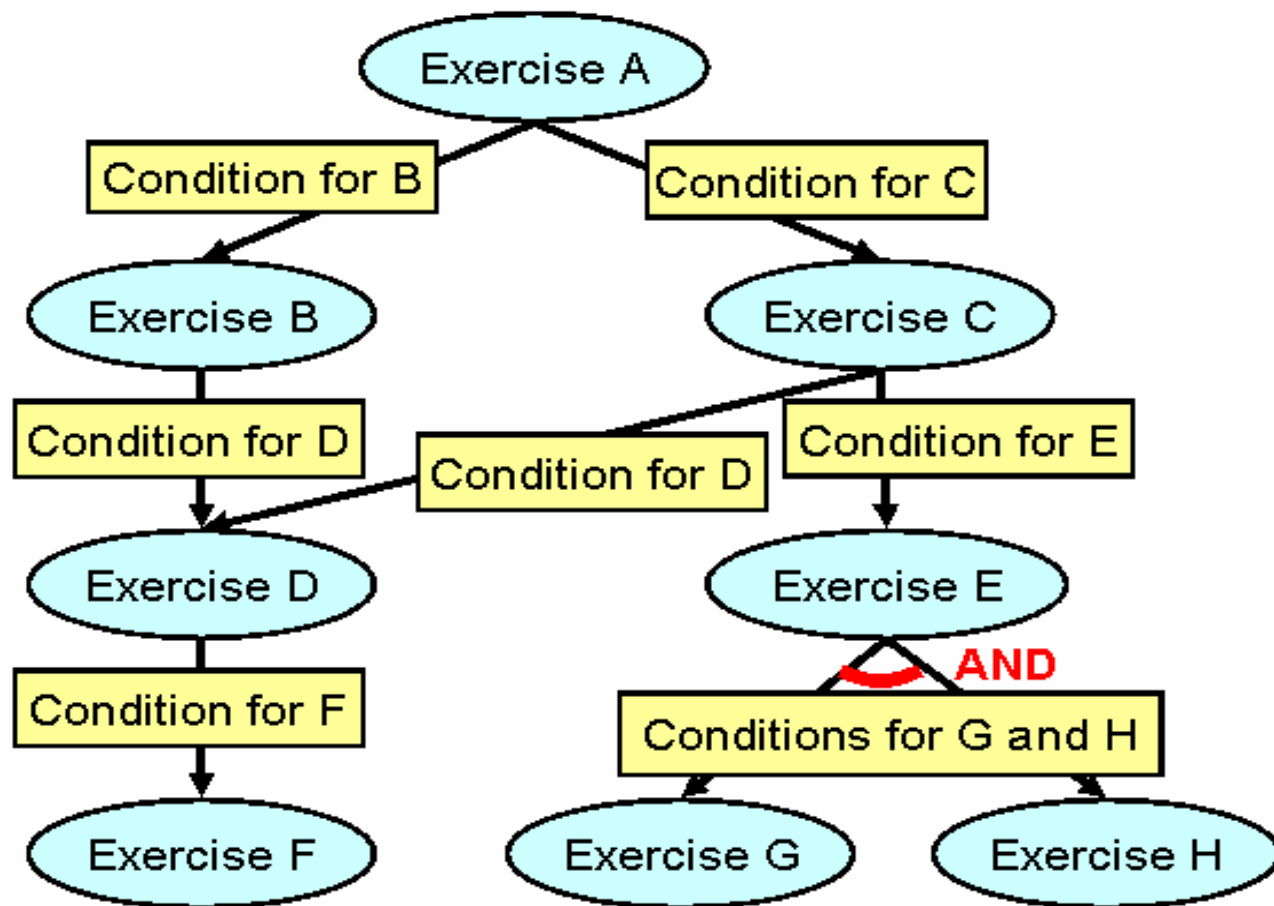 Exercise A
Condition for B
Condition for C
Exercise B
Exercise C
Condition for D
Condition for D
Condition for E
Exercise D
Exercise E
AND
Condition for F
Conditions for G and H
Exercise F
Exercise G
Exercise H